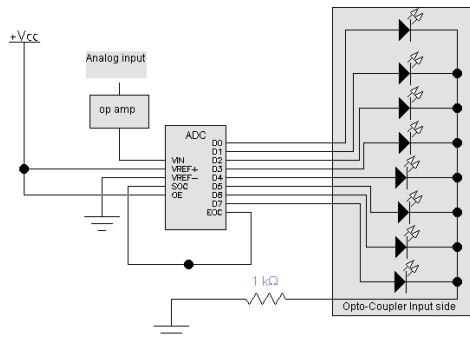 +Vcc
Analog input
op amp
ADC
VIN
VREF+
VREF-
SOC
OE
D0
D1
D2
D3
D4
D5
D6
D7
EOC
1 kΩ
Opto-Coupler Input side